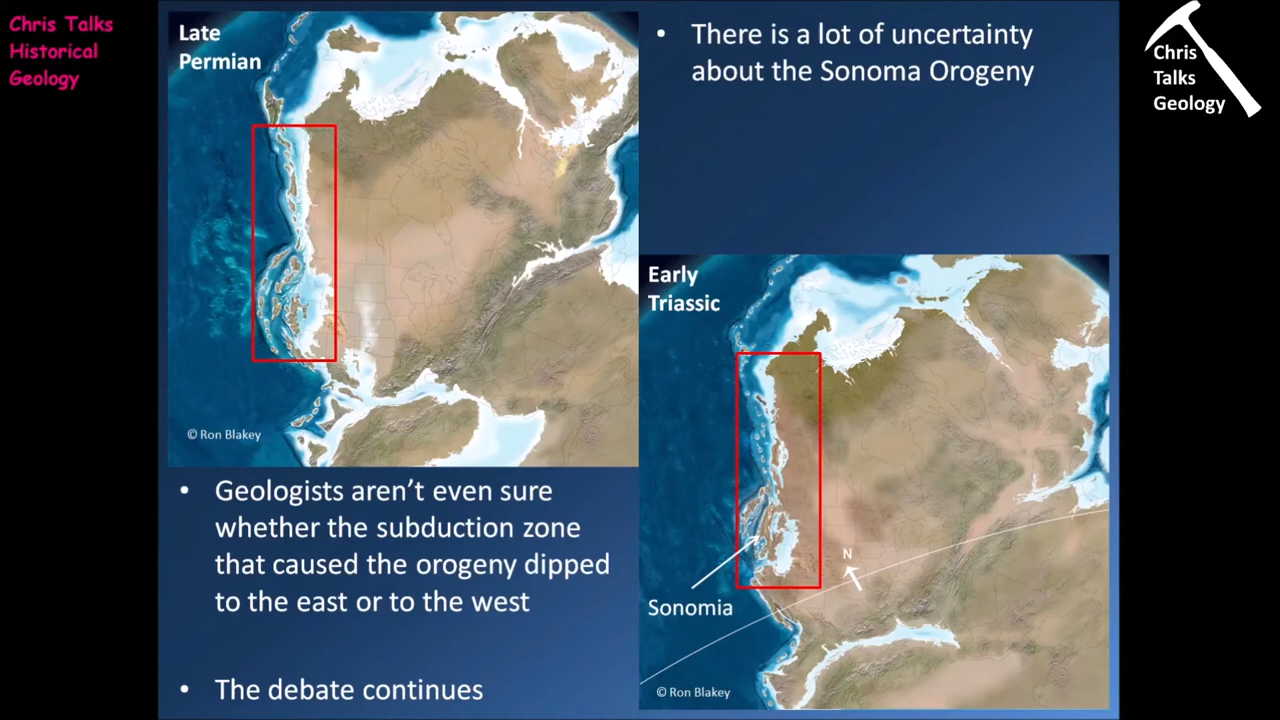 Chris Talks
Historical
Geology
Late
Permian
© Ron Blakey
• There is a lot of uncertainty
about the Sonoma Orogeny
Chris
Talks
Geology
Early
Triassic
N
Sonomia
© Ron Blakey
• Geologists aren’t even sure
whether the subduction zone
that caused the orogeny dipped
to the east or to the west
• The debate continues